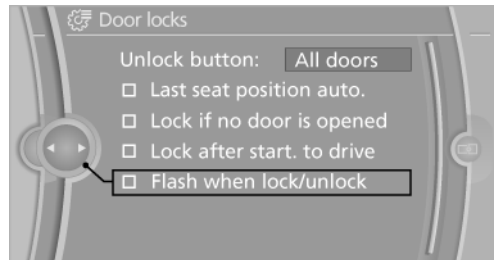 Door locks
Unlock button: All doors
Last seat position auto.
Lock if no door is opened
Lock after start. to drive
Flash when lock/unlock